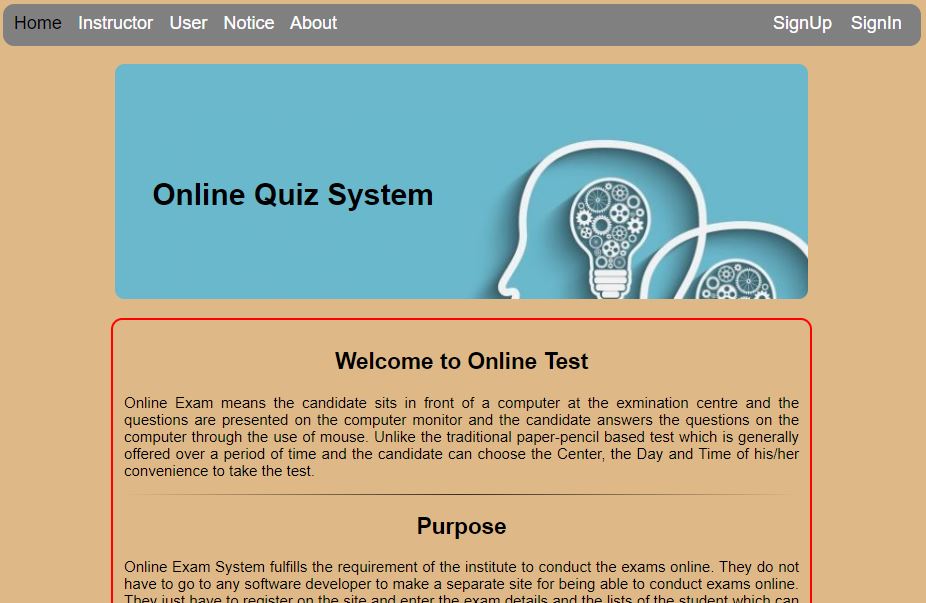 Home Instructor User Notice About SignUp SignIn
Online Quiz System
Welcome to Online Test
Online Exam means the candidate sits in front of a computer at the exmination centre and the
questions are presented on the computer monitor and the candidate answers the questions on the
computer through the use of mouse. Unlike the traditional paper-pencil based test which is generally
offered over a period of time and the candidate can choose the Center, the Day and Time of his/her
convenience to take the test.
Purpose
Online Exam System fulfills the requirement of the institute to conduct the exams online. They do not
have to go to any software developer to make a separate site for being able to conduct exams online.
They just have to register on the site and enter the exam details and the lists of the student which can